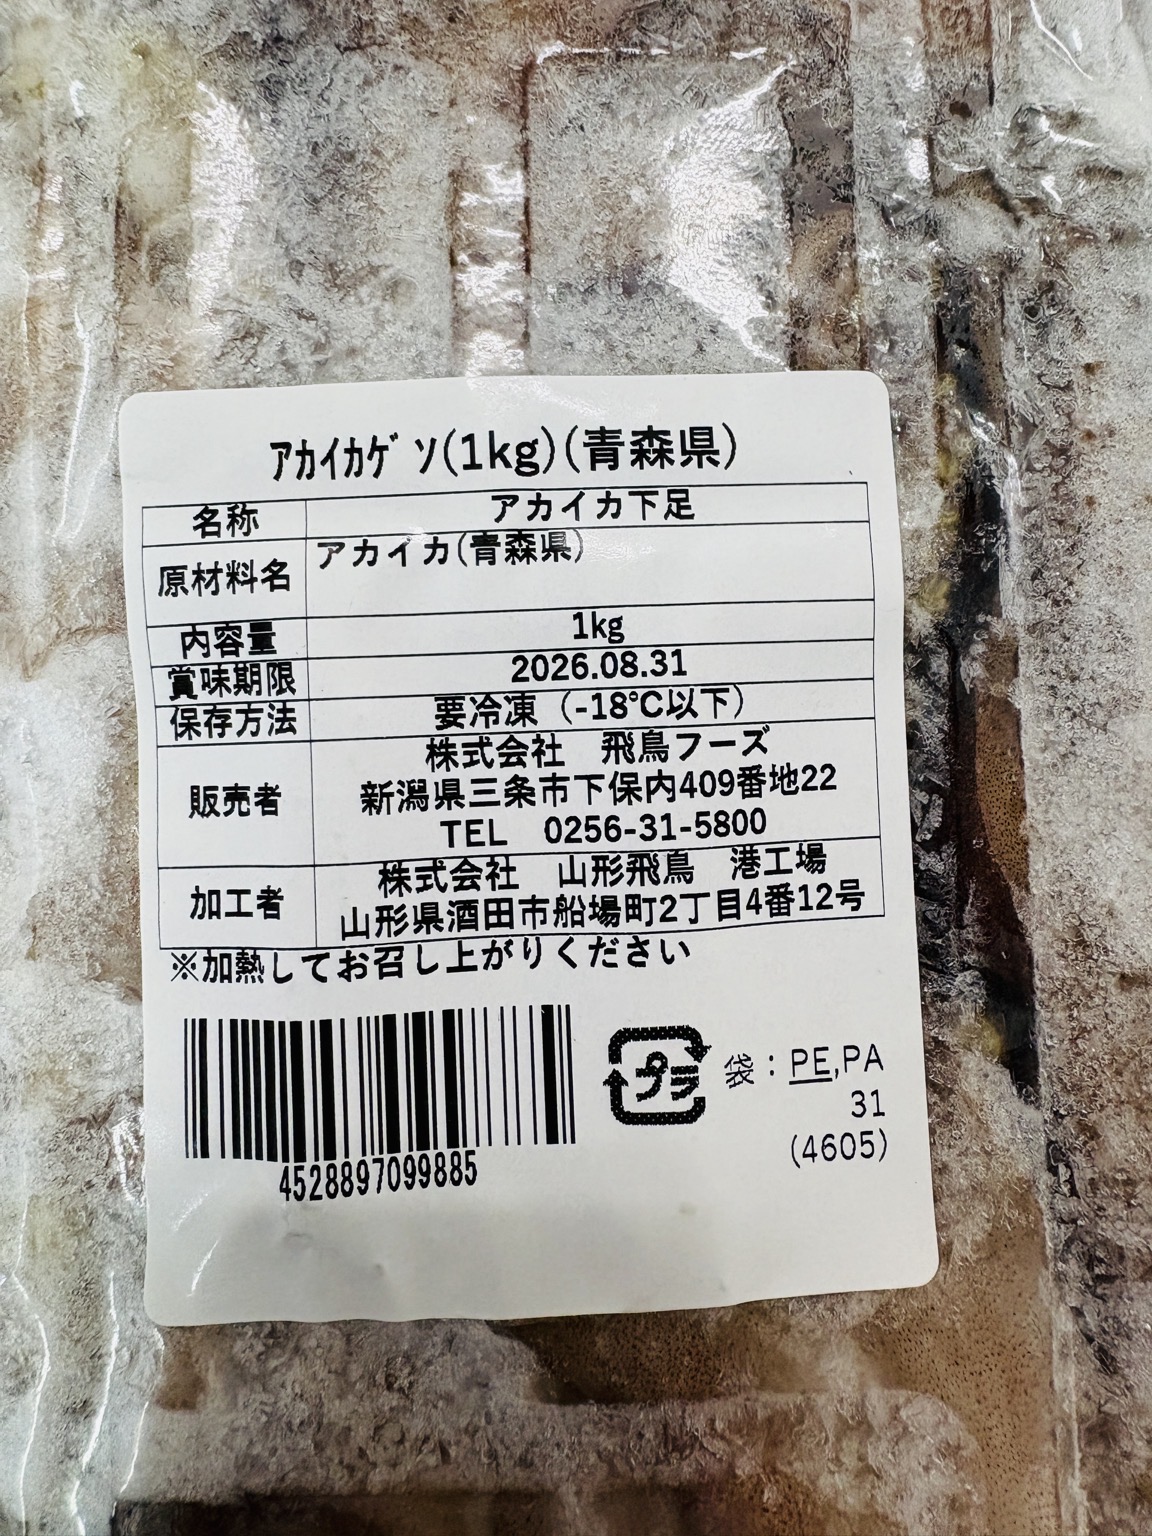 ｱｶｲｶｹﾞｿ(1kg)(青森県)
名称 アカイカ下足
原材料名 アカイカ(青森県)
内容量 1kg
賞味期限 2026.08.31
保存方法 要冷凍（-18℃以下）
販売者 株式会社　飛鳥フーズ
新潟県三条市下保内409番地22
TEL　0256-31-5800
加工者 株式会社　山形飛鳥　港工場
山形県酒田市船場町2丁目4番12号
※加熱してお召し上がりください
4528897099885
プラ
袋：PE,PA
31
(4605)